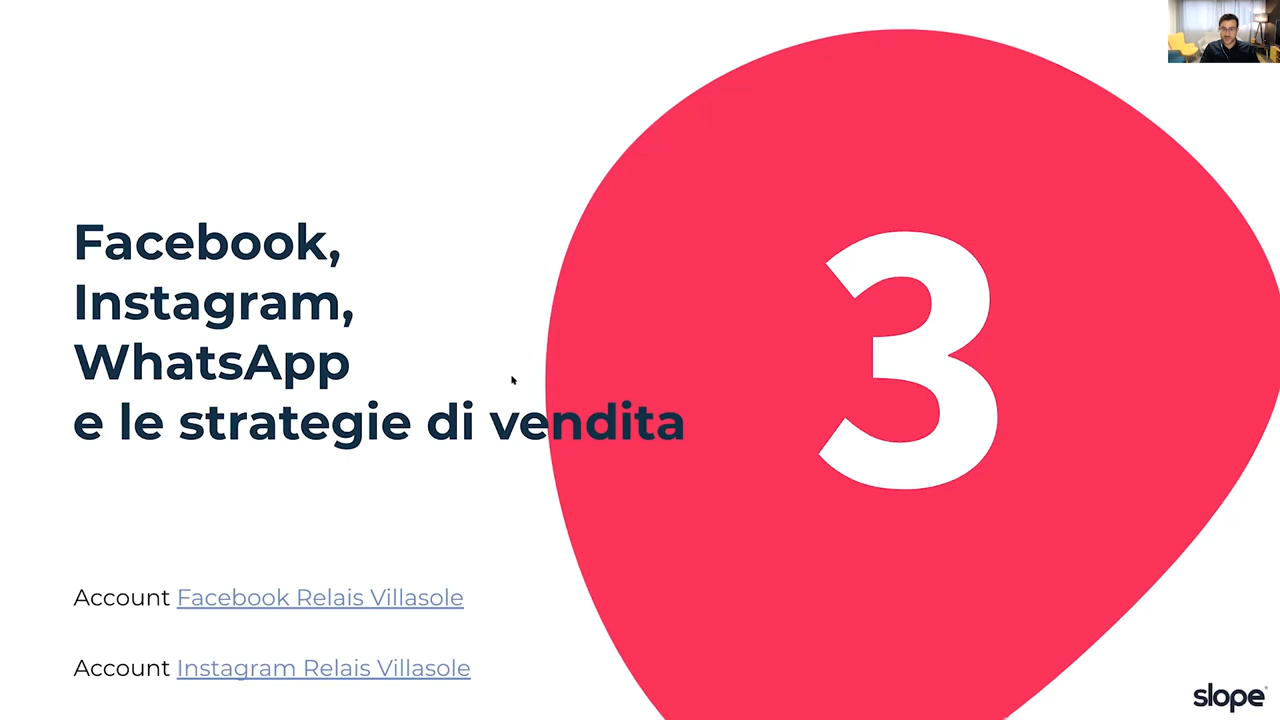 Facebook,
Instagram,
WhatsApp
e le strategie di vendita
3
Account Facebook Relais Villasole
Account Instagram Relais Villasole
slope